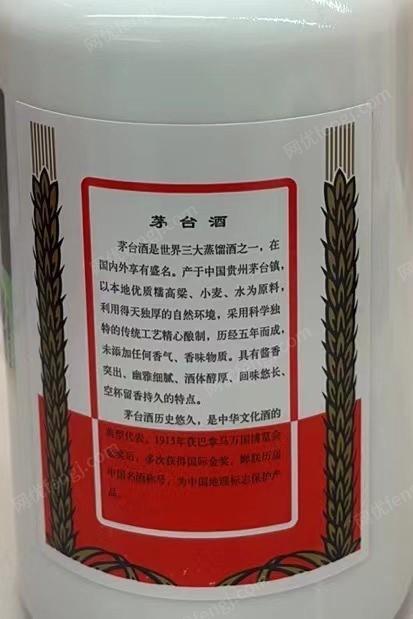 茅台酒
茅台酒是世界三大蒸馏酒之一，在
国内外享有盛名。产于中国贵州茅台镇，
以本地优质糯高粱、小麦、水为原料，
利用得天独厚的自然环境，采用科学独
特的传统工艺精心酿制，历经五年而成，
未添加任何香气、香味物质。具有酱香
突出、幽雅细腻、酒体醇厚、回味悠长、
空杯留香持久的特点。
茅台酒历史悠久，是中华文化酒的
典型代表。1915年获巴拿马万国博览会
金奖后，多次获得国际金奖，蝉联历届
中国名酒称号，为中国地理标志保护产
品。
网优二手网
utengj.com